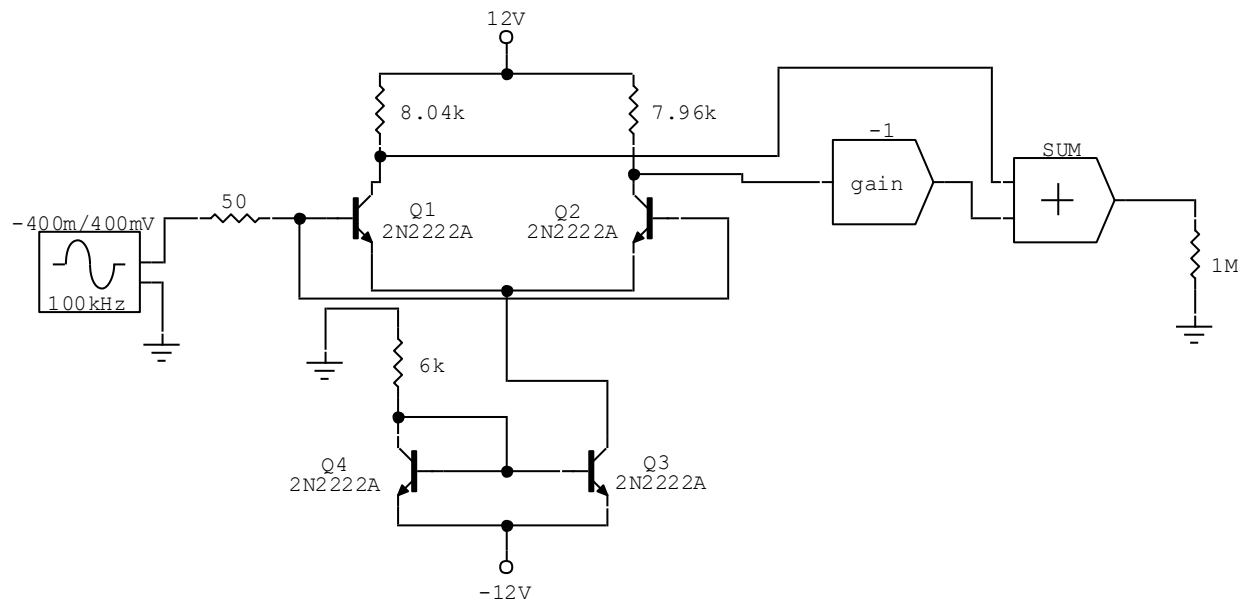 12V
8.04k
7.96k
-1
gain
SUM
50
-400m/400mV
100kHz
Q1
2N2222A
Q2
2N2222A
1M
6k
Q4
2N2222A
Q3
2N2222A
-12V